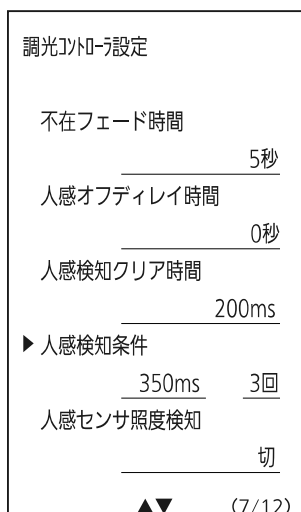 調光ｺﾝﾄﾛｰﾗ設定
不在フェード時間
5秒
人感オフディレイ時間
0秒
人感検知クリア時間
200ms
▶ 人感検知条件
350ms 3回
人感センサ照度検知
切
▲▼ (7/12)